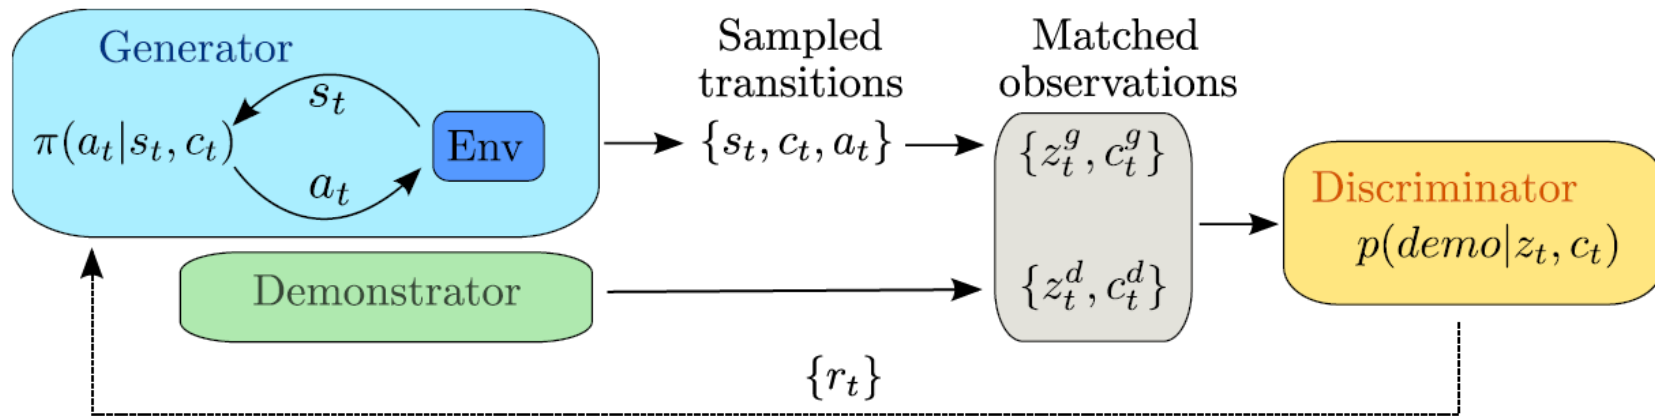 Generator
s_t
π(a_t|s_t, c_t)
Env
a_t
Sampled
transitions
{s_t, c_t, a_t}
Matched
observations
{z_t^g, c_t^g}
{z_t^d, c_t^d}
Discriminator
p(demo|z_t, c_t)
Demonstrator
{r_t}